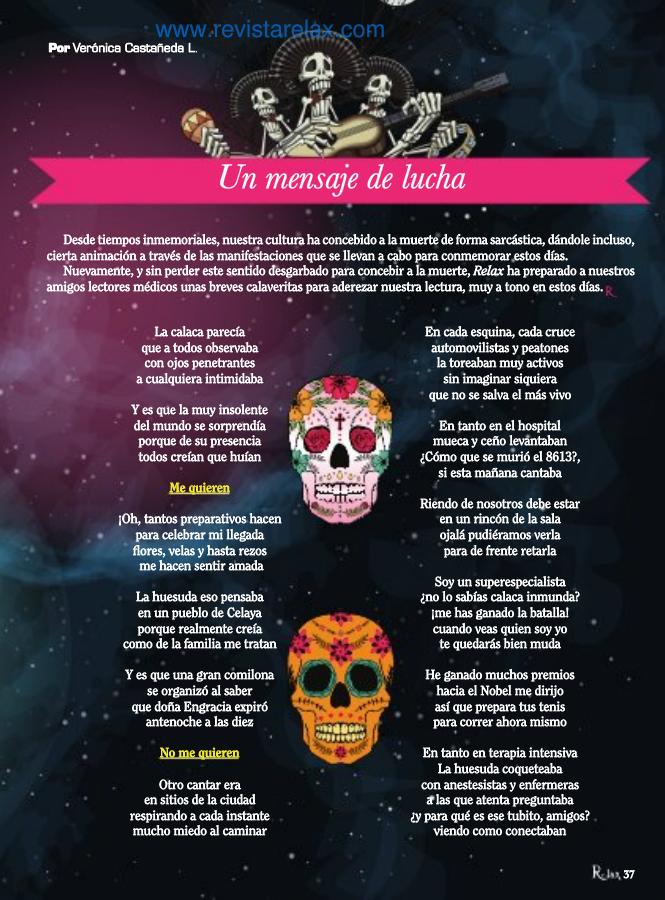 www.revistarelax.com
Por Verónica Castañeda L.
Un mensaje de lucha
Desde tiempos inmemoriales, nuestra cultura ha concebido a la muerte de forma sarcástica, dándole incluso,
cierta animación a través de las manifestaciones que se llevan a cabo para conmemorar estos días.
Nuevamente, y sin perder este sentido desgarbado para concebir a la muerte, Relax ha preparado a nuestros
amigos lectores médicos unas breves calaveritas para aderezar nuestra lectura, muy a tono en estos días. R
La calaca parecía
que a todos observaba
con ojos penetrantes
a cualquiera intimidaba
Y es que la muy insolente
del mundo se sorprendía
porque de su presencia
todos creían que huían
Me quieren
¡Oh, tantos preparativos hacen
para celebrar mi llegada
flores, velas y hasta rezos
me hacen sentir amada
La huesuda eso pensaba
en un pueblo de Celaya
porque realmente creía
como de la familia me tratan
Y es que una gran comilona
se organizó al saber
que doña Engracia expiró
antenoche a las diez
No me quieren
Otro cantar era
en sitios de la ciudad
respirando a cada instante
mucho miedo al caminar
En cada esquina, cada cruce
automovilistas y peatones
la toreaban muy activos
sin imaginar siquiera
que no se salva el más vivo
En tanto en el hospital
mueca y ceño levantaban
¿Cómo que se murió el 8613?,
si esta mañana cantaba
Riendo de nosotros debe estar
en un rincón de la sala
ojalá pudiéramos verla
para de frente retarla
Soy un superespecialista
¿no lo sabías calaca inmunda?
¡me has ganado la batalla!
cuando veas quien soy yo
te quedarás bien muda
He ganado muchos premios
hacia el Nobel me dirijo
así que prepara tus tenis
para correr ahora mismo
En tanto en terapia intensiva
La huesuda coqueteaba
con anestesistas y enfermeras
a las que atenta preguntaba
¿y para qué es ese tubito, amigos?
viendo como conectaban
Relax 37